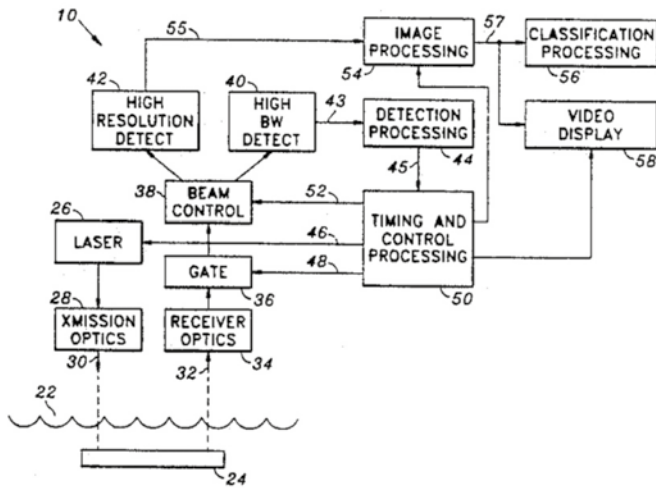 10
55
IMAGE
PROCESSING
54
57
CLASSIFICATION
PROCESSING
56
42
HIGH
RESOLUTION
DETECT
40
HIGH
BW
DETECT
43
DETECTION
PROCESSING
44
45
VIDEO
DISPLAY
58
38
BEAM
CONTROL
52
26
LASER
46
TIMING AND
CONTROL
PROCESSING
50
GATE
36
48
28
XMISSION
OPTICS
30
RECEIVER
OPTICS
34
32
22
24